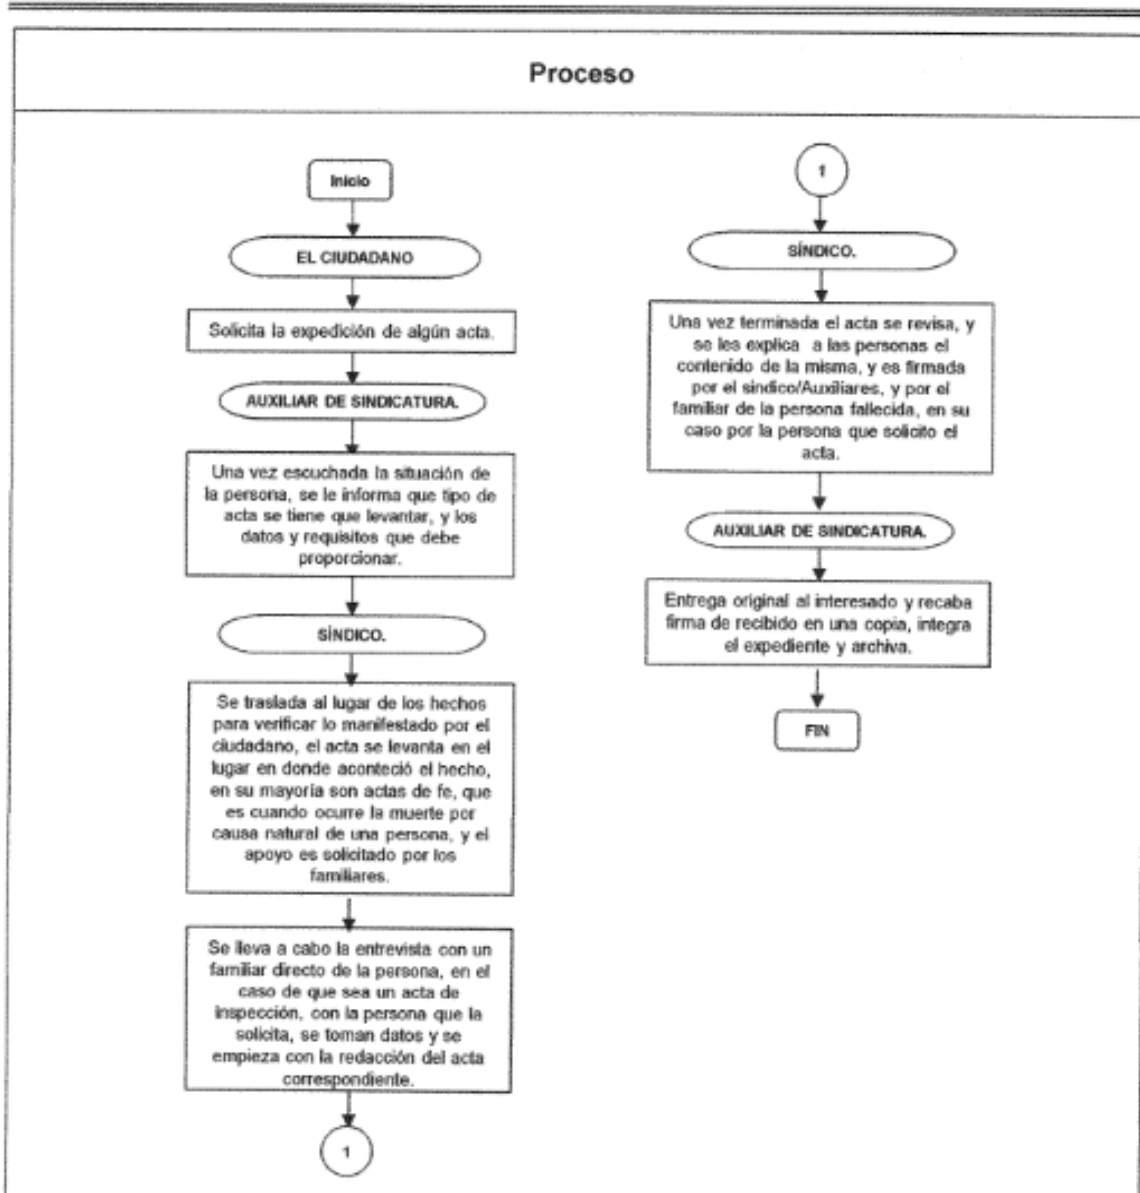 Proceso
Inicio
EL CIUDADANO
Solicita la expedición de algún acta.
AUXILIAR DE SINDICATURA.
Una vez escuchada la situación de
la persona, se le informa que tipo de
acta se tiene que levantar, y los
datos y requisitos que debe
proporcionar.
SÍNDICO.
Se traslada al lugar de los hechos
para verificar lo manifestado por el
ciudadano, el acta se levanta en el
lugar en donde aconteció el hecho,
en su mayoría son actas de fe, que
es cuando ocurre la muerte por
causa natural de una persona, y el
apoyo es solicitado por los
familiares.
Se lleva a cabo la entrevista con un
familiar directo de la persona, en el
caso de que sea un acta de
inspección, con la persona que la
solicita, se toman datos y se
empieza con la redacción del acta
correspondiente.
1
1
SÍNDICO.
Una vez terminada el acta se revisa, y
se les explica a las personas el
contenido de la misma, y es firmada
por el sindico/Auxiliares, y por el
familiar de la persona fallecida, en su
caso por la persona que solicito el
acta.
AUXILIAR DE SINDICATURA.
Entrega original al interesado y recaba
firma de recibido en una copia, integra
el expediente y archiva.
FIN